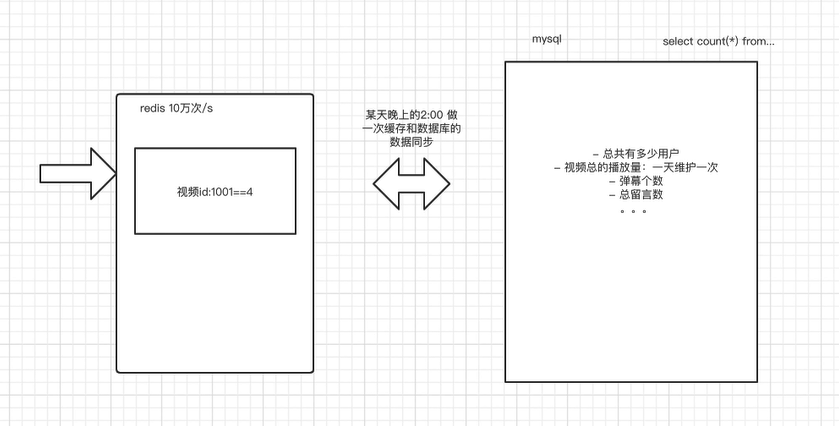 mysql
select count(*) from...
redis 10万次/s
某天晚上的2:00 做
一次缓存和数据库的
数据同步
视频id:1001==4
– 总共有多少用户
– 视频总的播放量：一天维护一次
– 弹幕个数
– 总留言数
。。。